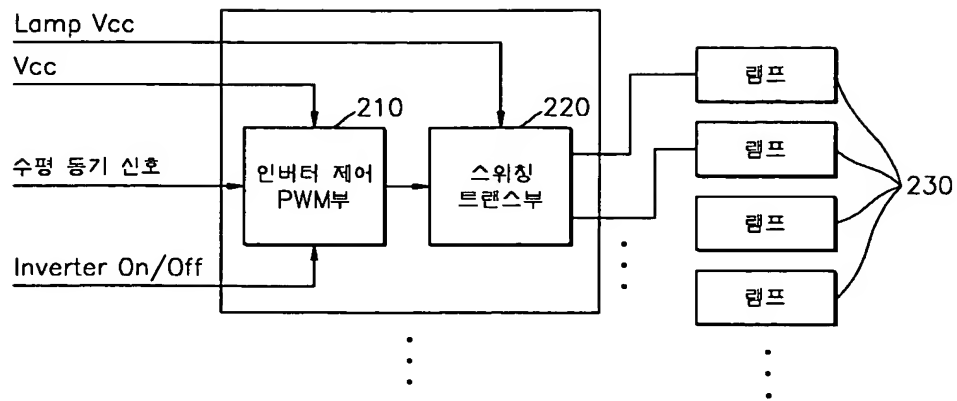 Lamp Vcc
Vcc
210
220
램프
수평 동기 신호
인버터 제어
PWM부
스위칭
트랜스부
램프
230
램프
Inverter On/Off
램프